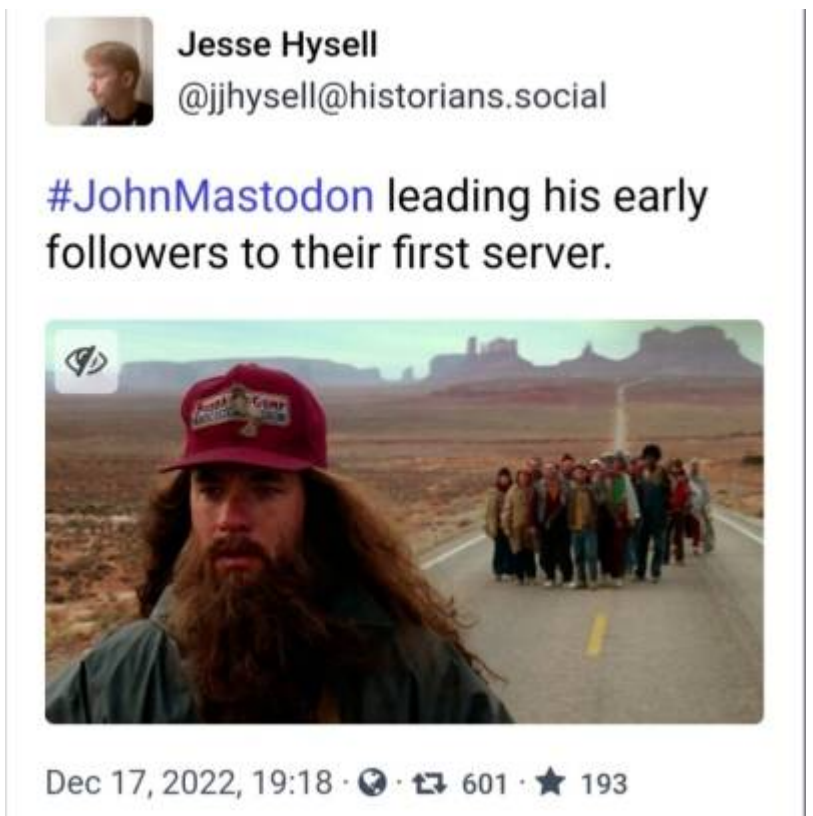 Jesse Hysell
@jjhysell@historians.social
#JohnMastodon leading his early
followers to their first server.
Gump
Dec 17, 2022, 19:18 · · 601 · 193